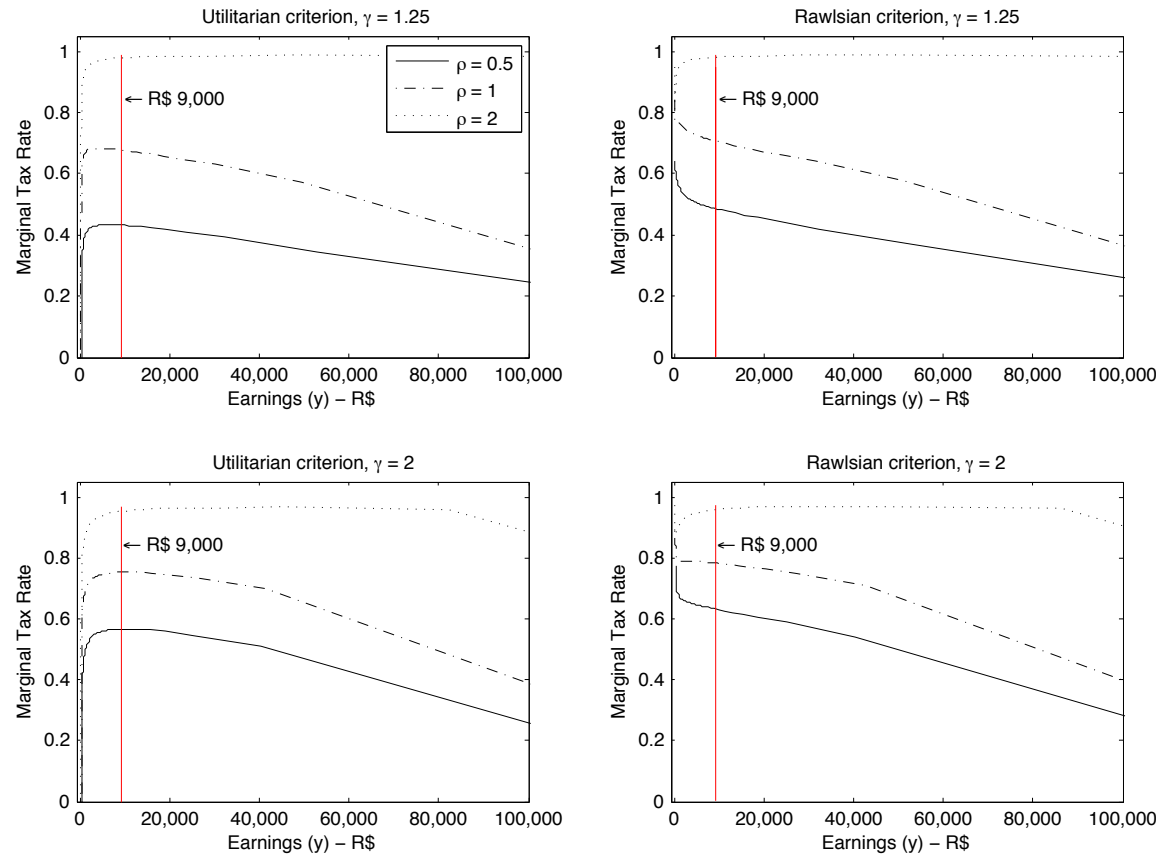 Utilitarian criterion, γ = 1.25
Marginal Tax Rate
1
0.8
0.6
0.4
0.2
0
← R$ 9,000
ρ = 0.5
ρ = 1
ρ = 2
0 20,000 40,000 60,000 80,000 100,000
Earnings (y) − R$
Rawlsian criterion, γ = 1.25
Marginal Tax Rate
1
0.8
0.6
0.4
0.2
0
← R$ 9,000
0 20,000 40,000 60,000 80,000 100,000
Earnings (y) − R$
Utilitarian criterion, γ = 2
Marginal Tax Rate
1
0.8
0.6
0.4
0.2
0
← R$ 9,000
0 20,000 40,000 60,000 80,000 100,000
Earnings (y) − R$
Rawlsian criterion, γ = 2
Marginal Tax Rate
1
0.8
0.6
0.4
0.2
0
← R$ 9,000
0 20,000 40,000 60,000 80,000 100,000
Earnings (y) − R$